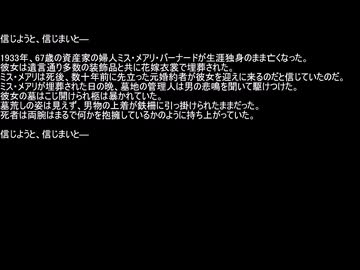 信じようと、信じまいと―
1933年、67歳の資産家の婦人ミス・メアリ・バーナードが生涯独身のまま亡くなった。
彼女は遺言通り多数の装飾品と共に花嫁衣裳で埋葬された。
ミス・メアリは死後、数十年前に先立った元婚約者が彼女を迎えに来るのだと信じていたのだ。
ミス・メアリが埋葬された日の晩、墓地の管理人は男の悲鳴を聞いて駆けつけた。
彼女の墓はこじ開けられ柩は暴かれていた。
墓荒しの姿は見えず、男物の上着が鉄柵に引っ掛けられたままだった。
死者は両腕はまるで何かを抱擁しているかのように持ち上がっていた。
信じようと、信じまいと―